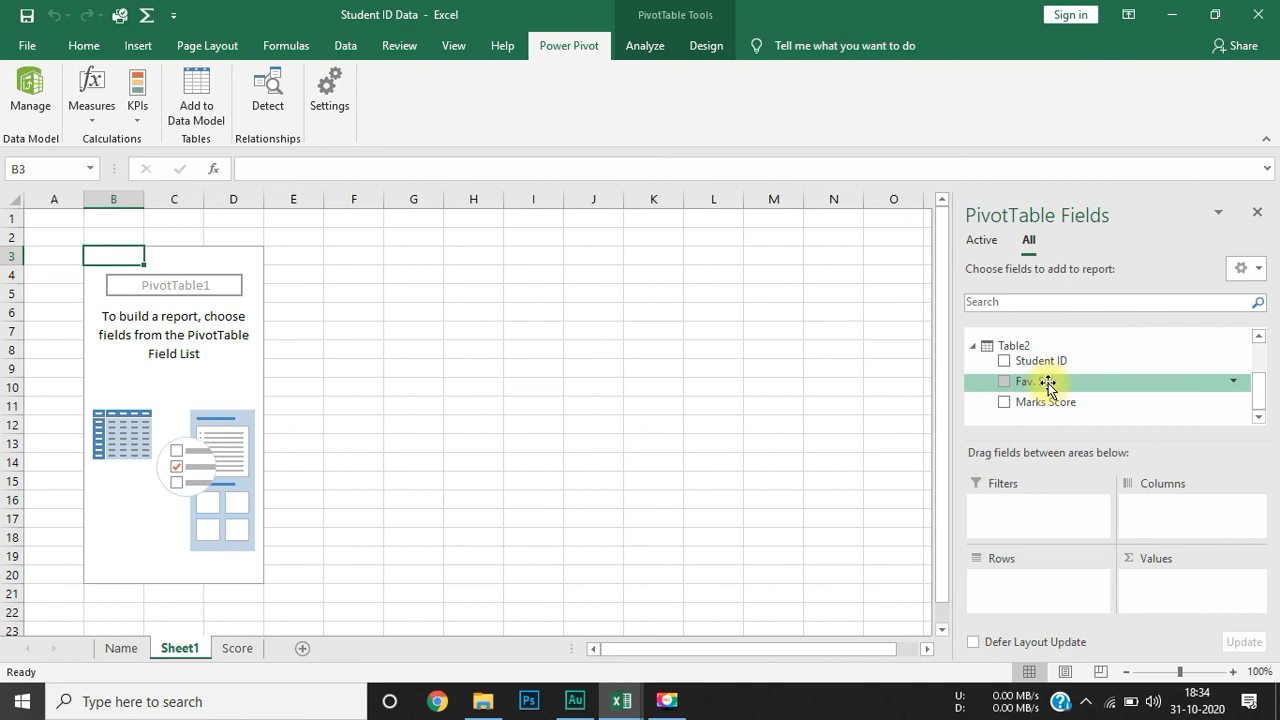 Student ID Data - Excel
PivotTable Tools
Sign in
File
Home
Insert
Page Layout
Formulas
Data
Review
View
Help
Power Pivot
Analyze
Design
Tell me what you want to do
Share
Manage
Measures
KPIs
Add to
Data Model
Detect
Settings
Data Model
Calculations
Tables
Relationships
B3
fx
A B C D E F G H I J K L M N O
1
2
3
4
5
6
7
8
9
10
11
12
13
14
15
16
17
18
19
20
21
22
23
PivotTable1
To build a report, choose
fields from the PivotTable
Field List
PivotTable Fields
Active
All
Choose fields to add to report:
Search
Table2
Student ID
Fav.
Marks Score
Drag fields between areas below:
Filters
Columns
Rows
Σ Values
Defer Layout Update
Update
Name
Sheet1
Score
Ready
100%
Type here to search
Ps
Au
U: 0.00 MB/s
D: 0.00 MB/s
18:34
31-10-2020